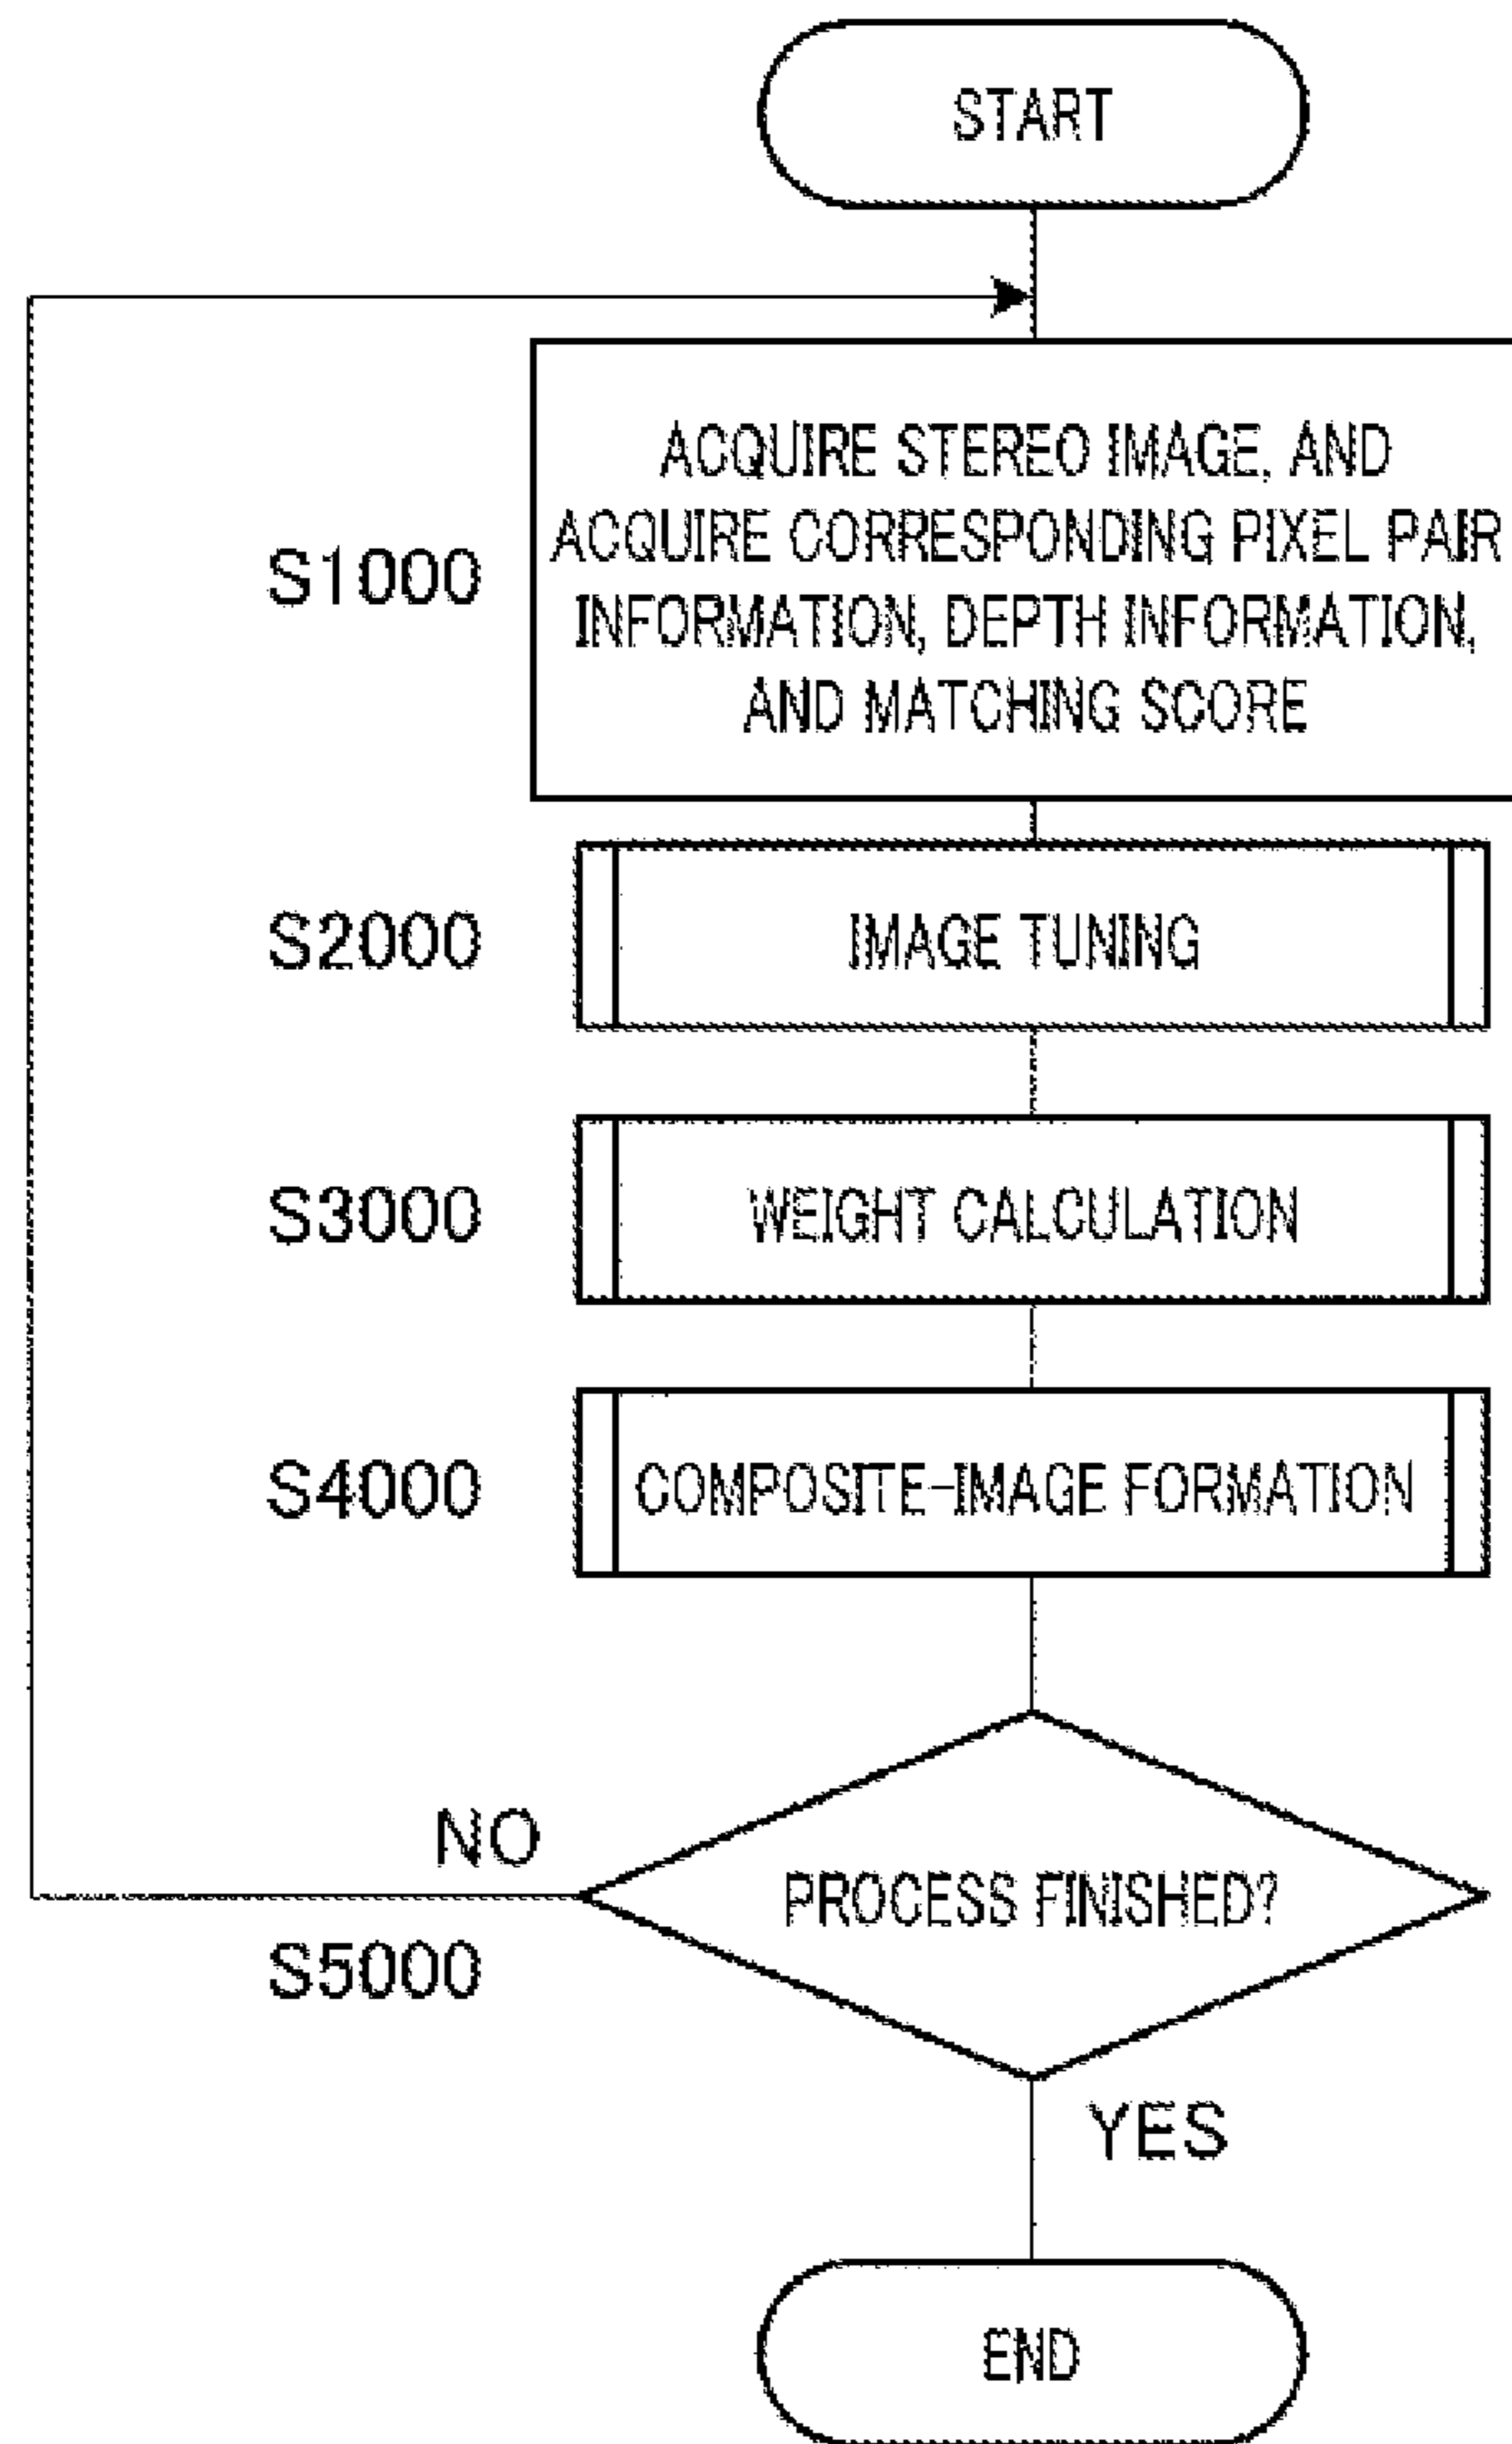 START
S1000
ACQUIRE STEREO IMAGE, AND
ACQUIRE CORRESPONDING PIXEL PAIR
INFORMATION, DEPTH INFORMATION,
AND MATCHING SCORE
S2000
IMAGE TUNING
S3000
WEIGHT CALCULATION
S4000
COMPOSITE-IMAGE FORMATION
NO
PROCESS FINISHED?
S5000
YES
END